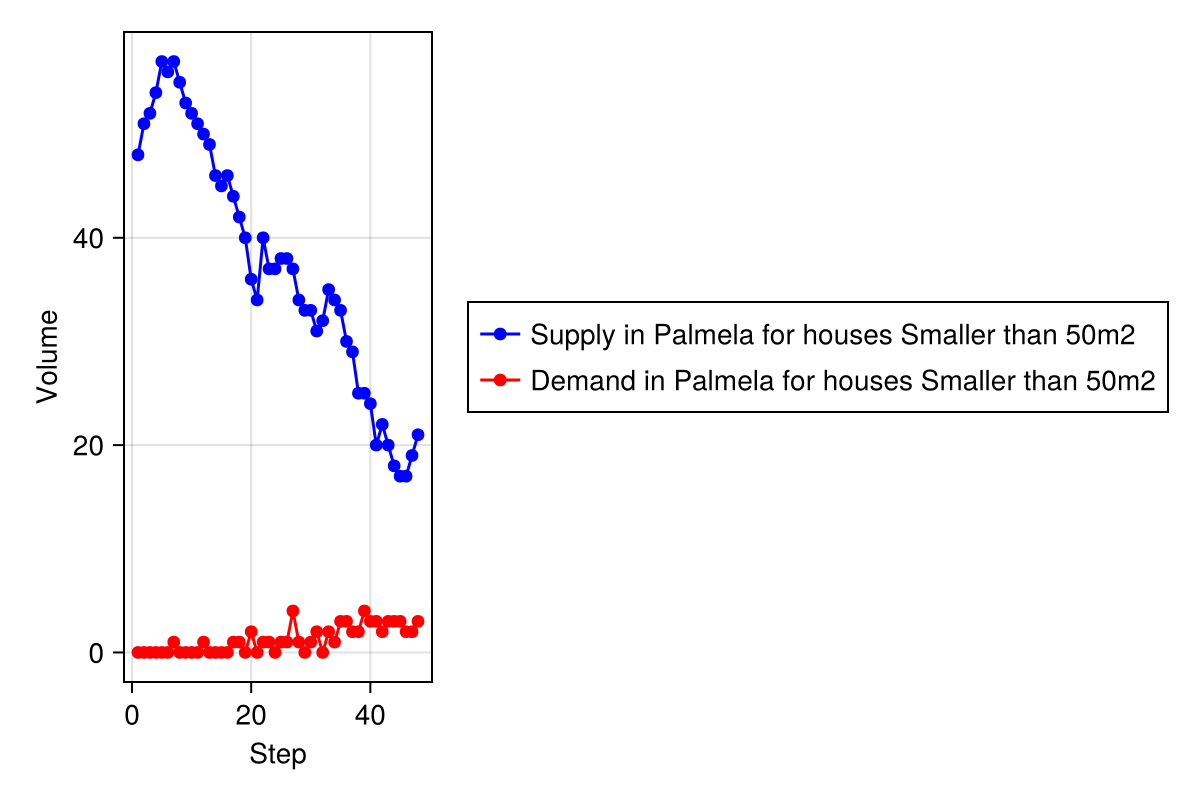 Volume
40
20
0
0 20 40
Step
Supply in Palmela for houses Smaller than 50m2
Demand in Palmela for houses Smaller than 50m2